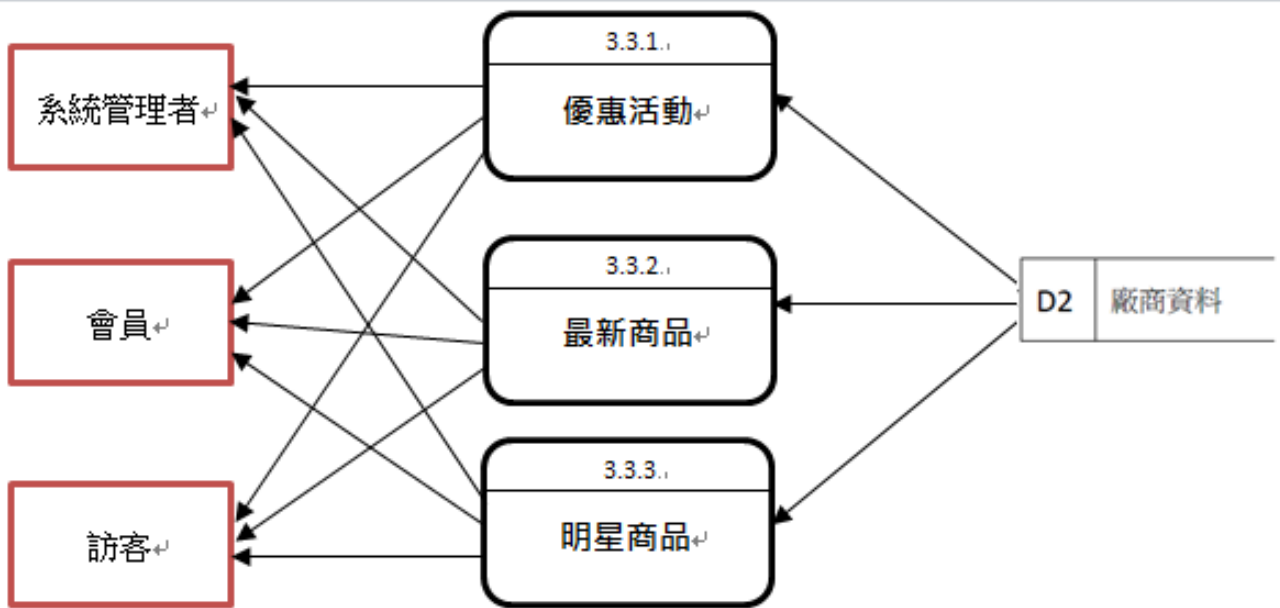 系統管理者
會員
訪客
3.3.1.
優惠活動
3.3.2.
最新商品
3.3.3.
明星商品
D2
廠商資料